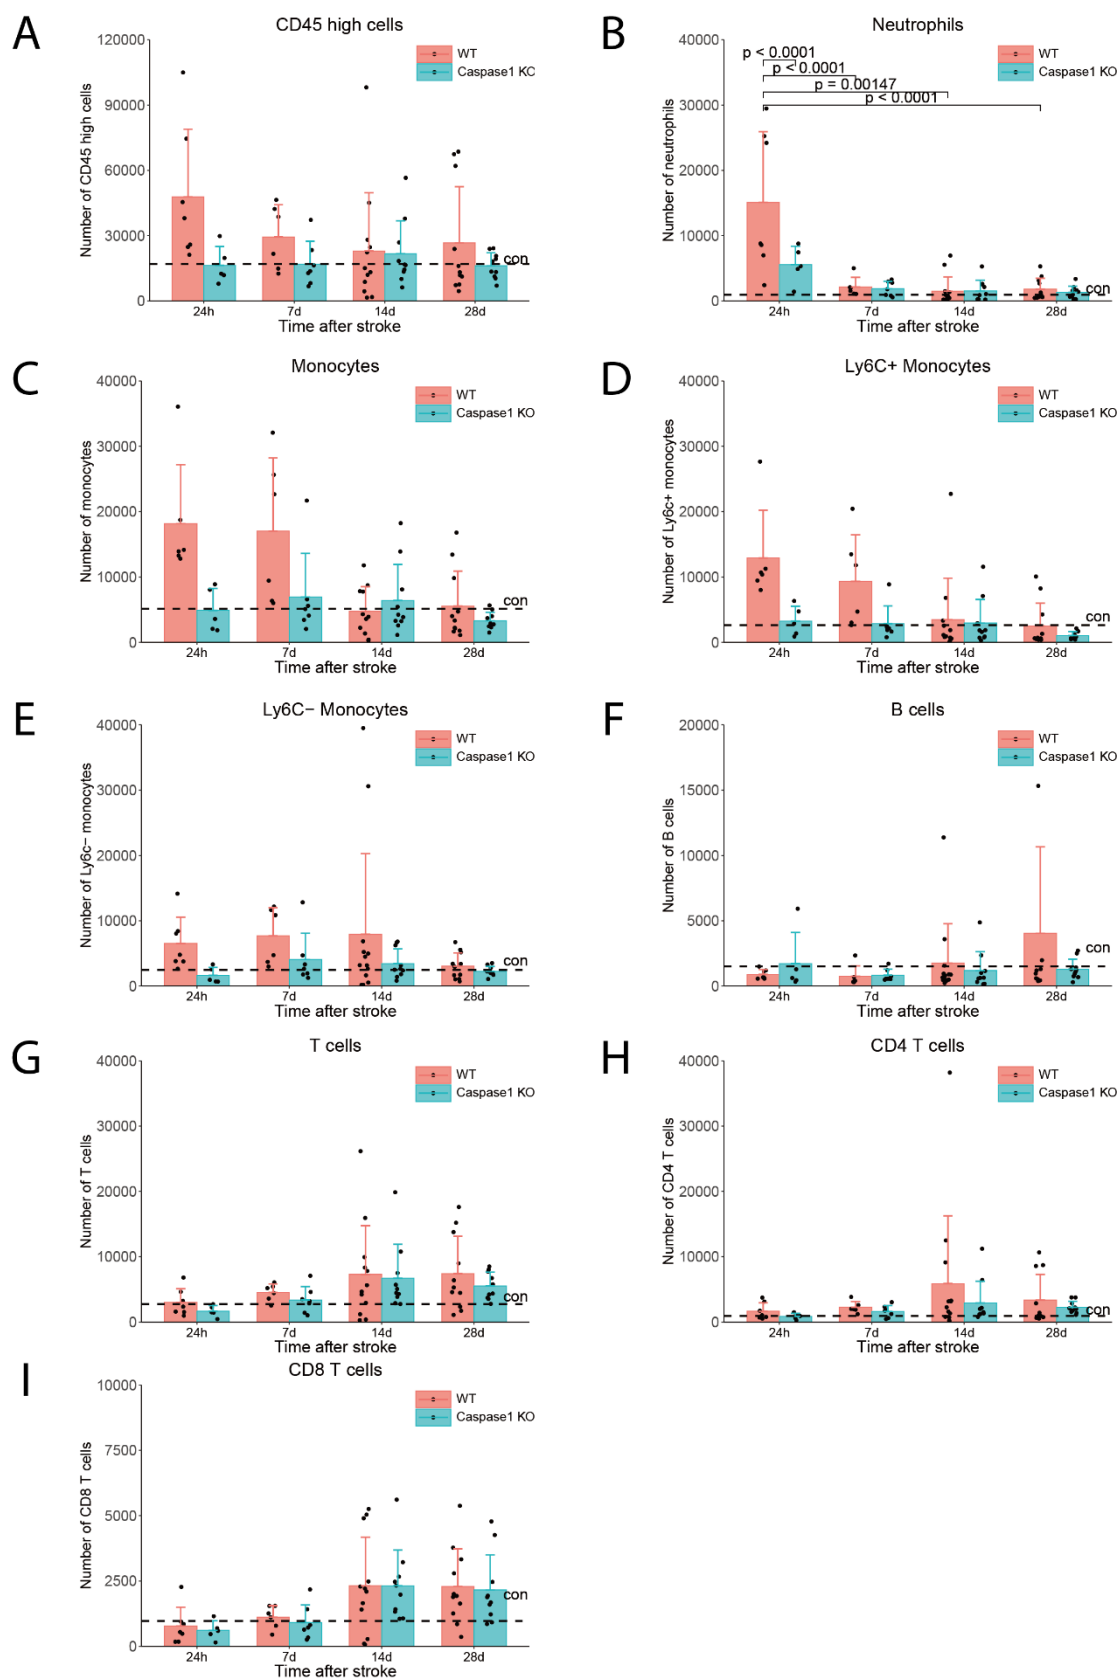 A
CD45 high cells
Number of CD45 high cells
120000
90000
60000
30000
0
WT
Caspase1 KC
con
24h 7d 14d 28d
Time after stroke
B
Neutrophils
Number of neutrophils
40000
30000
20000
10000
0
WT
Caspase1 KO
p < 0.0001
p < 0.0001
p = 0.00147
p < 0.0001
con
24h 7d 14d 28d
Time after stroke
C
Monocytes
Number of monocytes
40000
30000
20000
10000
0
WT
Caspase1 KO
con
24h 7d 14d 28d
Time after stroke
D
Ly6C+ Monocytes
Number of Ly6c+ monocytes
40000
30000
20000
10000
0
WT
Caspase1 KO
con
24h 7d 14d 28d
Time after stroke
E
Ly6C− Monocytes
Number of Ly6c− monocytes
40000
30000
20000
10000
0
WT
Caspase1 KO
con
24h 7d 14d 28d
Time after stroke
F
B cells
Number of B cells
20000
15000
10000
5000
0
WT
Caspase1 KO
con
24h 7d 14d 28d
Time after stroke
G
T cells
Number of T cells
40000
30000
20000
10000
0
WT
Caspase1 KO
con
24h 7d 14d 28d
Time after stroke
H
CD4 T cells
Number of CD4 T cells
40000
30000
20000
10000
0
WT
Caspase1 KO
con
24h 7d 14d 28d
Time after stroke
I
CD8 T cells
Number of CD8 T cells
10000
7500
5000
2500
0
WT
Caspase1 KO
con
24h 7d 14d 28d
Time after stroke